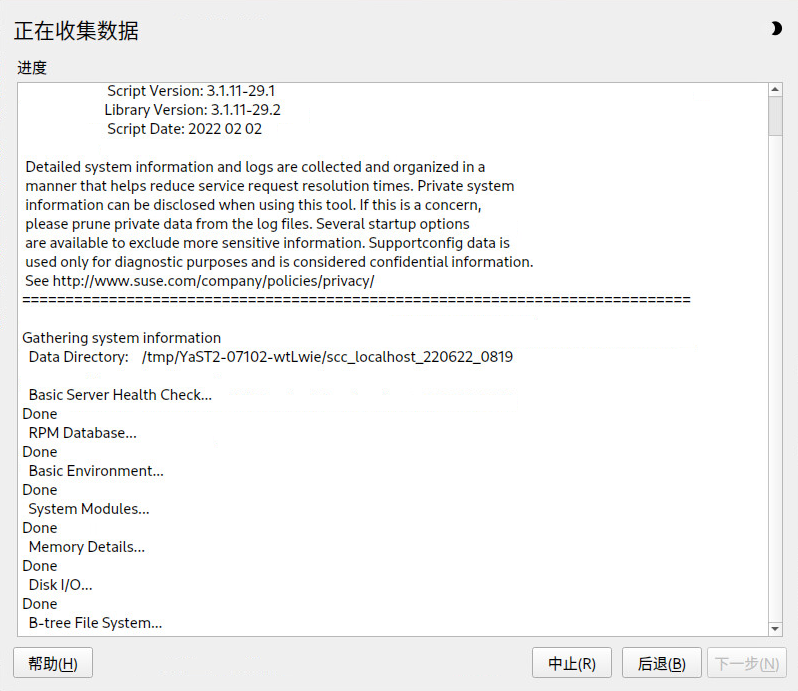 正在收集数据
进度
Script Version: 3.1.11-29.1
Library Version: 3.1.11-29.2
Script Date: 2022 02 02
Detailed system information and logs are collected and organized in a
manner that helps reduce service request resolution times. Private system
information can be disclosed when using this tool. If this is a concern,
please prune private data from the log files. Several startup options
are available to exclude more sensitive information. Supportconfig data is
used only for diagnostic purposes and is considered confidential information.
See http://www.suse.com/company/policies/privacy/
=============================================================================
Gathering system information
Data Directory: /tmp/YaST2-07102-wtLwie/scc_localhost_220622_0819
Basic Server Health Check...
Done
RPM Database...
Done
Basic Environment...
Done
System Modules...
Done
Memory Details...
Done
Disk I/O...
Done
B-tree File System...
帮助(H) 中止(R) 后退(B) 下一步(N)